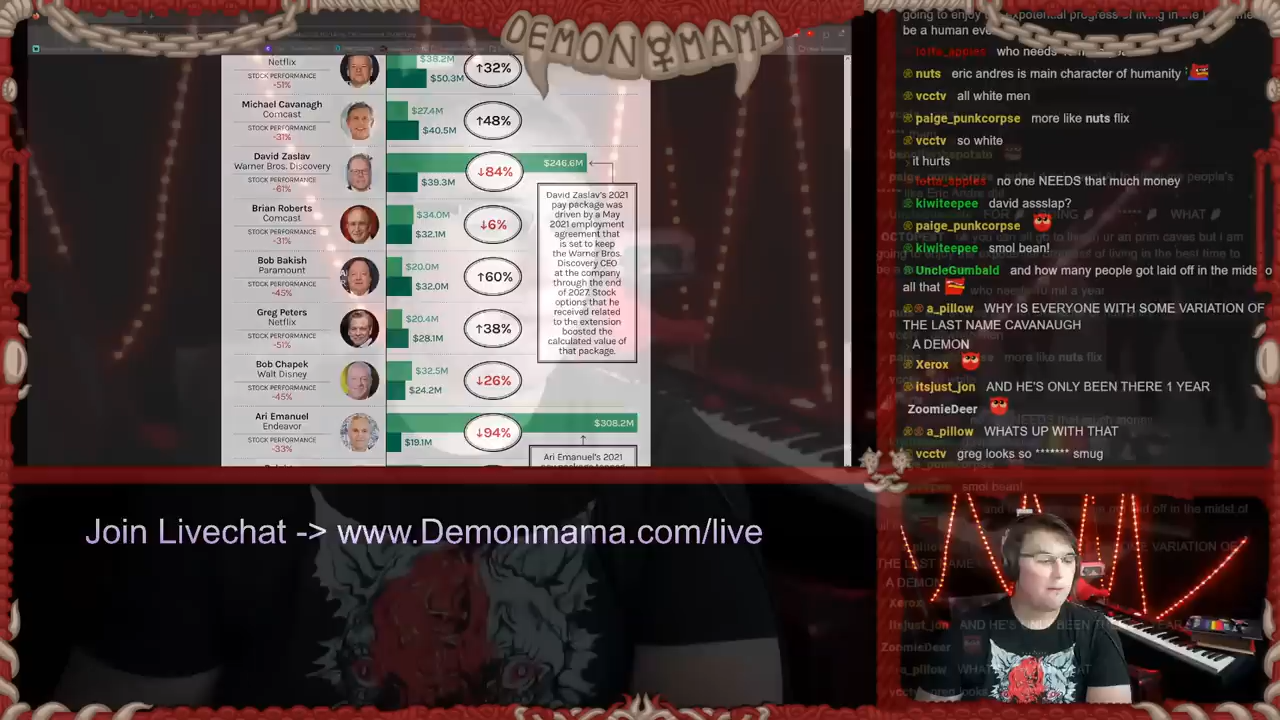 DEMON MAMA
Netflix
STOCK PERFORMANCE
-51%
$38.2M
$50.3M
↑32%
Michael Cavanagh
Comcast
STOCK PERFORMANCE
-31%
$27.4M
$40.5M
↑48%
David Zaslav
Warner Bros. Discovery
STOCK PERFORMANCE
-61%
$246.6M
$39.3M
↓84%
David Zaslav's 2021
pay package was
driven by a May
2021 employment
agreement that
is set to keep
the Warner Bros.
Discovery CEO
at the company
through the end
of 2027. Stock
options that he
received related
to the extension
boosted the
calculated value of
that package.
Brian Roberts
Comcast
STOCK PERFORMANCE
-31%
$34.0M
$32.1M
↓6%
Bob Bakish
Paramount
STOCK PERFORMANCE
-45%
$20.0M
$32.0M
↑60%
Greg Peters
Netflix
STOCK PERFORMANCE
-51%
$20.4M
$28.1M
↑38%
Bob Chapek
Walt Disney
STOCK PERFORMANCE
-45%
$32.5M
$24.2M
↓26%
Ari Emanuel
Endeavor
STOCK PERFORMANCE
-33%
$308.2M
$19.1M
↓94%
Ari Emanuel's 2021
Join Livechat -> www.Demonmama.com/live
be a human
who needs
nuts eric andres is main character of humanity
vcctv all white men
paige_punkcorpse more like nuts flix
vcctv so white
it hurts
lotta_apples no one NEEDS that much money
kiwiteepee david assslap?
paige_punkcorpse
kiwiteepee smol bean!
UncleGumbald and how many people got laid off in the midst of
all that
a_pillow WHY IS EVERYONE WITH SOME VARIATION OF
THE LAST NAME CAVANAUGH
A DEMON
Xerox
itsjust_jon AND HE'S ONLY BEEN THERE 1 YEAR
ZoomieDeer
a_pillow WHATS UP WITH THAT
vcctv greg looks so ******* smug